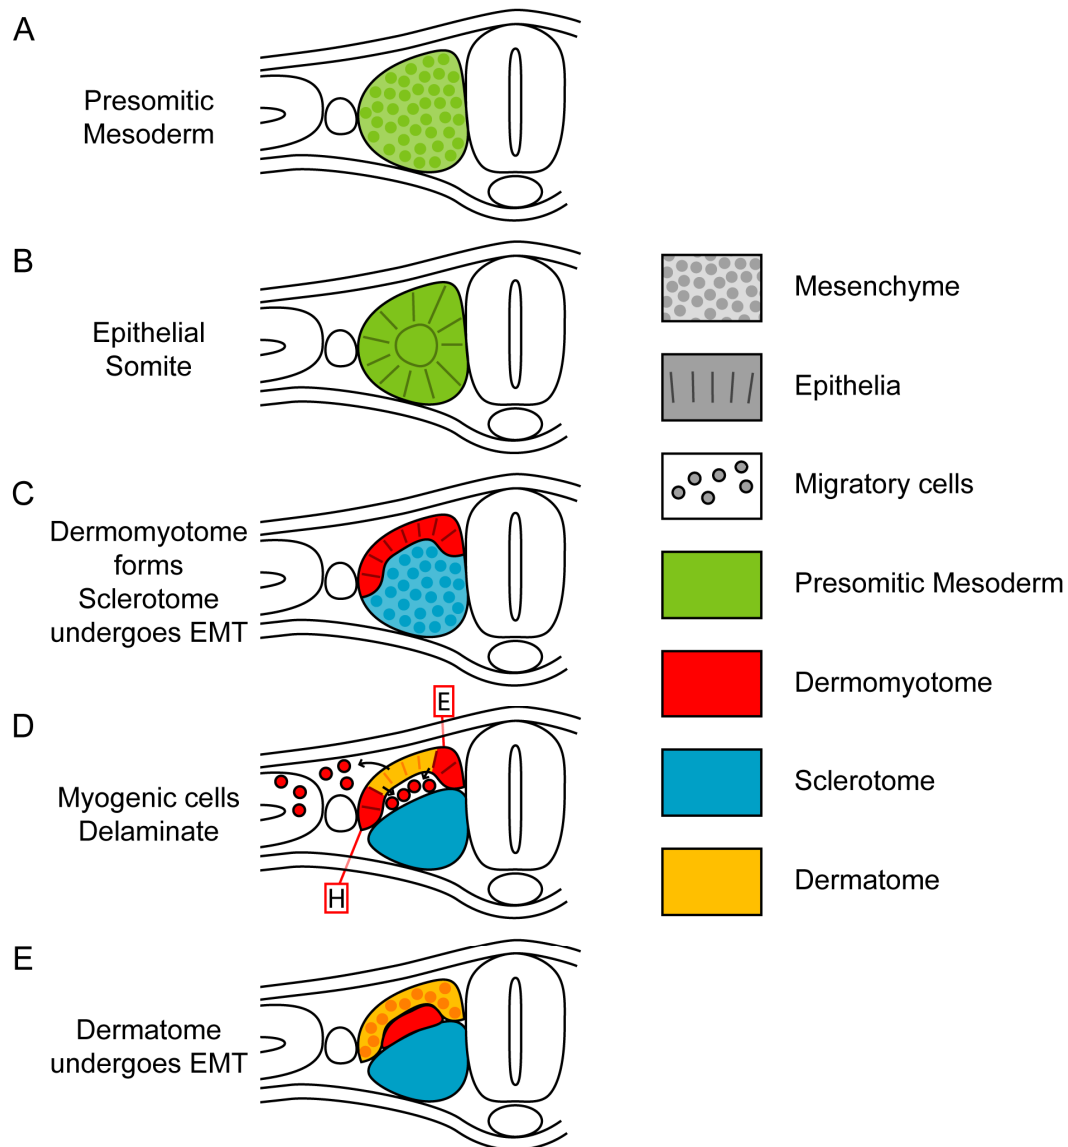 A
Presomitic
Mesoderm
B
Epithelial
Somite
C
Dermomyotome
forms
Sclerotome
undergoes EMT
D
E
Myogenic cells
Delaminate
H
E
Dermatome
undergoes EMT
Mesenchyme
Epithelia
Migratory cells
Presomitic Mesoderm
Dermomyotome
Sclerotome
Dermatome